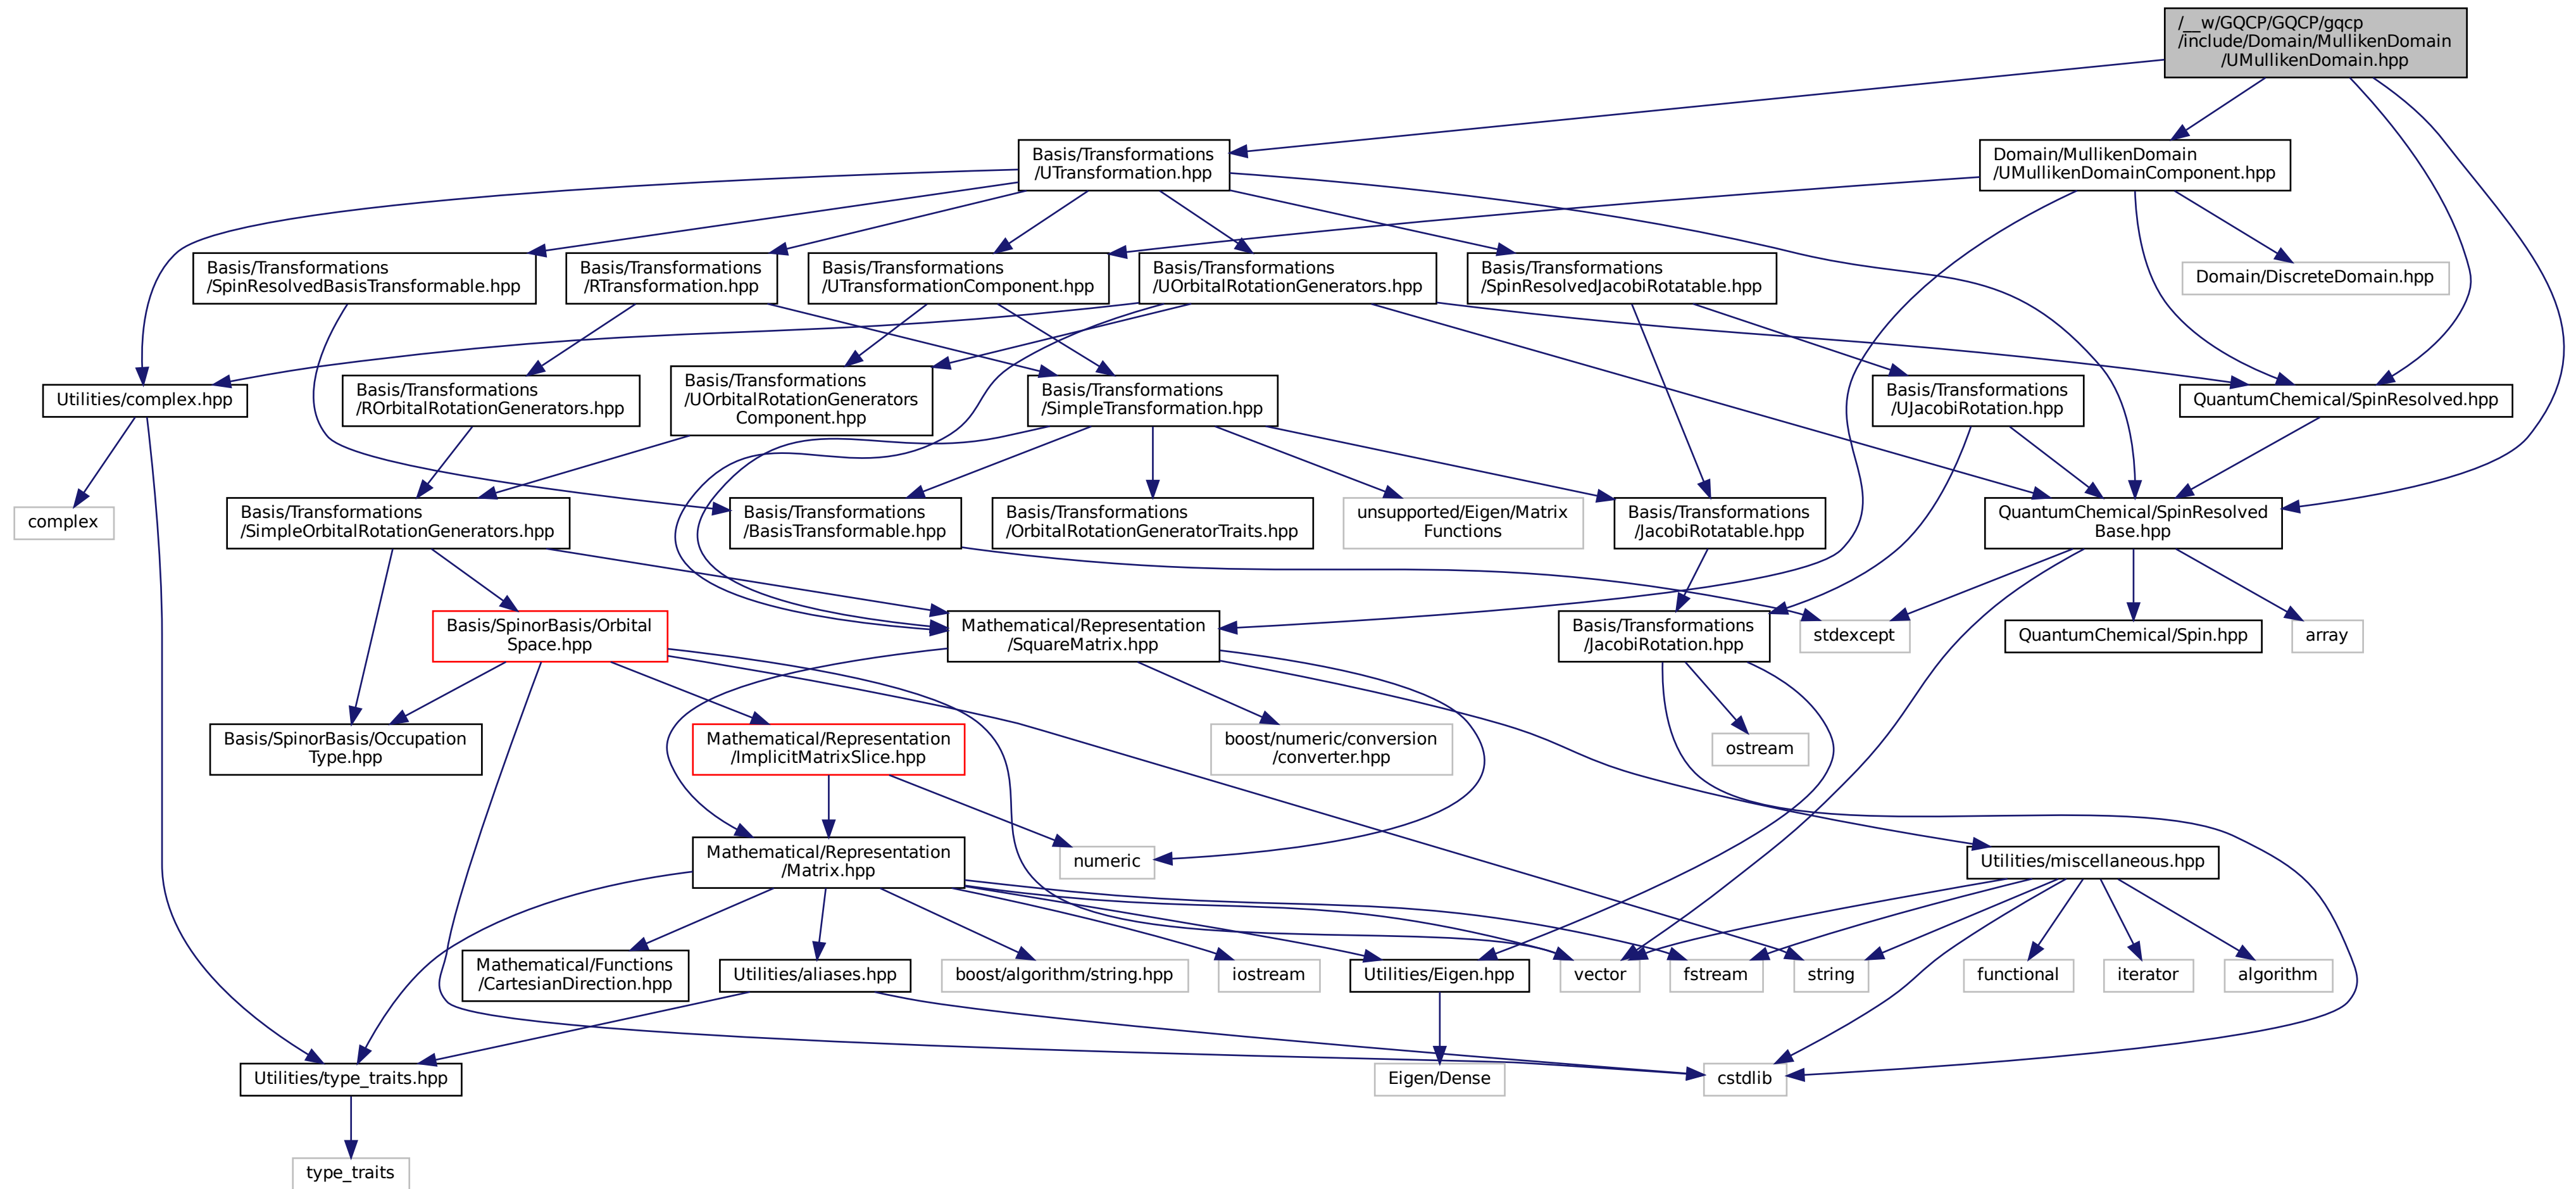 /__w/GQCP/GQCP/gqcp
/include/Domain/MullikenDomain
/UMullikenDomain.hpp
Basis/Transformations
/UTransformation.hpp
Domain/MullikenDomain
/UMullikenDomainComponent.hpp
Basis/Transformations
/SpinResolvedBasisTransformable.hpp
Basis/Transformations
/RTransformation.hpp
Basis/Transformations
/UTransformationComponent.hpp
Basis/Transformations
/UOrbitalRotationGenerators.hpp
Basis/Transformations
/SpinResolvedJacobiRotatable.hpp
Domain/DiscreteDomain.hpp
Utilities/complex.hpp
Basis/Transformations
/ROrbitalRotationGenerators.hpp
Basis/Transformations
/UOrbitalRotationGenerators
Component.hpp
Basis/Transformations
/SimpleTransformation.hpp
Basis/Transformations
/UJacobiRotation.hpp
QuantumChemical/SpinResolved.hpp
complex
Basis/Transformations
/SimpleOrbitalRotationGenerators.hpp
Basis/Transformations
/BasisTransformable.hpp
Basis/Transformations
/OrbitalRotationGeneratorTraits.hpp
unsupported/Eigen/Matrix
Functions
Basis/Transformations
/JacobiRotatable.hpp
QuantumChemical/SpinResolved
Base.hpp
Basis/SpinorBasis/Orbital
Space.hpp
Mathematical/Representation
/SquareMatrix.hpp
Basis/Transformations
/JacobiRotation.hpp
stdexcept
QuantumChemical/Spin.hpp
array
Basis/SpinorBasis/Occupation
Type.hpp
Mathematical/Representation
/ImplicitMatrixSlice.hpp
boost/numeric/conversion
/converter.hpp
ostream
Mathematical/Representation
/Matrix.hpp
numeric
Utilities/miscellaneous.hpp
Mathematical/Functions
/CartesianDirection.hpp
Utilities/aliases.hpp
boost/algorithm/string.hpp
iostream
Utilities/Eigen.hpp
vector
fstream
string
functional
iterator
algorithm
Utilities/type_traits.hpp
Eigen/Dense
cstdlib
type_traits